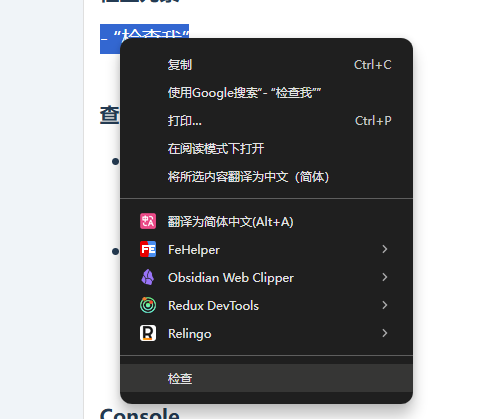 - “检查我”
复制 Ctrl+C
使用Google搜索“- “检查我””
打印... Ctrl+P
在阅读模式下打开
将所选内容翻译为中文（简体）
查
翻译为简体中文(Alt+A)
FeHelper
Obsidian Web Clipper
Redux DevTools
Relingo
检查
Console